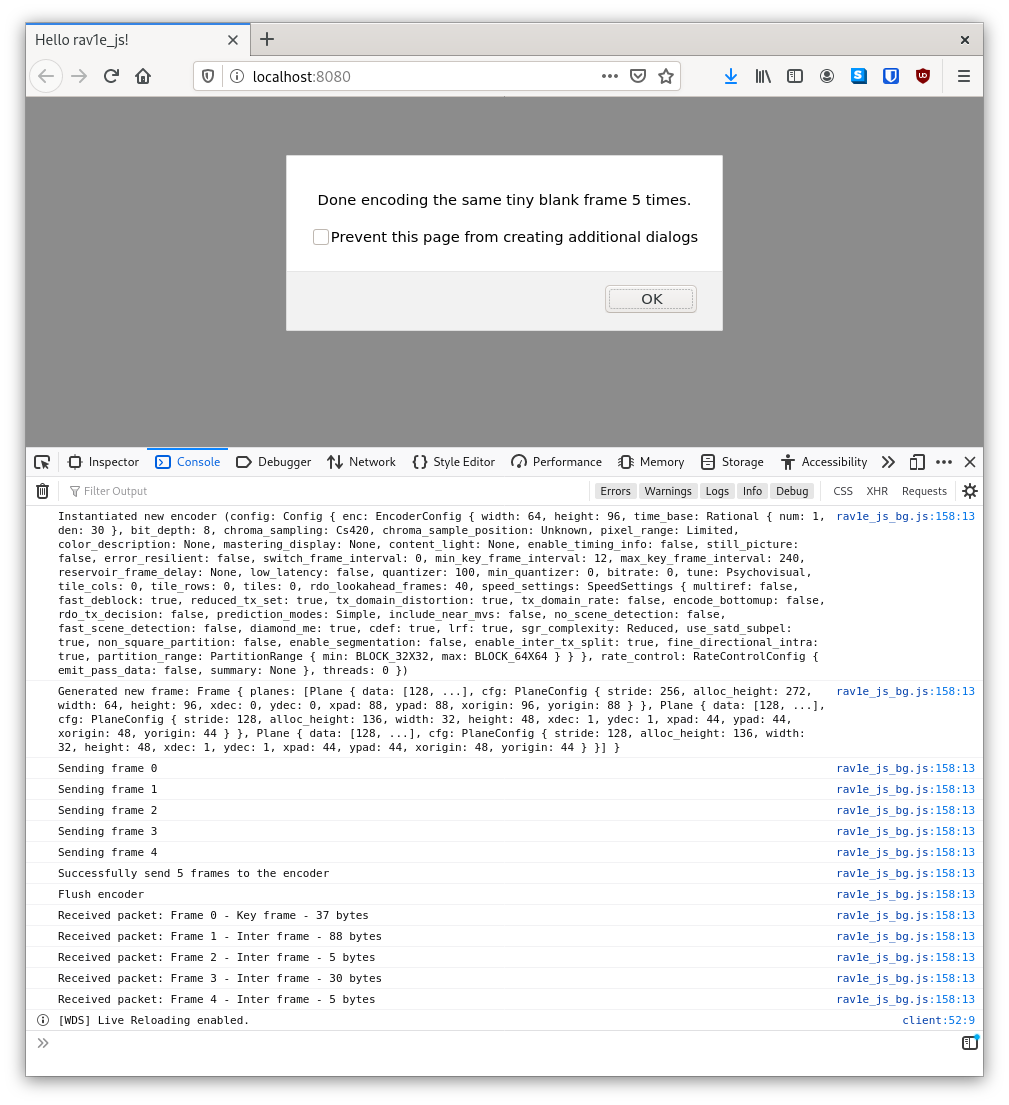 Hello rav1e_js!
localhost:8080
Done encoding the same tiny blank frame 5 times.
Prevent this page from creating additional dialogs
OK
Inspector Console Debugger Network Style Editor Performance Memory Storage Accessibility
Filter Output Errors Warnings Logs Info Debug CSS XHR Requests
Instantiated new encoder (config: Config { enc: EncoderConfig { width: 64, height: 96, time_base: Rational { num: 1, rav1e_js_bg.js:158:13
den: 30 }, bit_depth: 8, chroma_sampling: Cs420, chroma_sample_position: Unknown, pixel_range: Limited,
color_description: None, mastering_display: None, content_light: None, enable_timing_info: false, still_picture:
false, error_resilient: false, switch_frame_interval: 0, min_key_frame_interval: 12, max_key_frame_interval: 240,
reservoir_frame_delay: None, low_latency: false, quantizer: 100, min_quantizer: 0, bitrate: 0, tune: Psychovisual,
tile_cols: 0, tile_rows: 0, tiles: 0, rdo_lookahead_frames: 40, speed_settings: SpeedSettings { multiref: false,
fast_deblock: true, reduced_tx_set: true, tx_domain_distortion: true, tx_domain_rate: false, encode_bottomup: false,
rdo_tx_decision: false, prediction_modes: Simple, include_near_mvs: false, no_scene_detection: false,
fast_scene_detection: false, diamond_me: true, cdef: true, lrf: true, sgr_complexity: Reduced, use_satd_subpel:
true, non_square_partition: false, enable_segmentation: false, enable_inter_tx_split: true, fine_directional_intra:
true, partition_range: PartitionRange { min: BLOCK_32X32, max: BLOCK_64X64 } } }, rate_control: RateControlConfig {
emit_pass_data: false, summary: None }, threads: 0 })
Generated new frame: Frame { planes: [Plane { data: [128, ...], cfg: PlaneConfig { stride: 256, alloc_height: 272, rav1e_js_bg.js:158:13
width: 64, height: 96, xdec: 0, ydec: 0, xpad: 88, ypad: 88, xorigin: 96, yorigin: 88 } }, Plane { data: [128, ...],
cfg: PlaneConfig { stride: 128, alloc_height: 136, width: 32, height: 48, xdec: 1, ydec: 1, xpad: 44, ypad: 44,
xorigin: 48, yorigin: 44 } }, Plane { data: [128, ...], cfg: PlaneConfig { stride: 128, alloc_height: 136, width:
32, height: 48, xdec: 1, ydec: 1, xpad: 44, ypad: 44, xorigin: 48, yorigin: 44 } }] }
Sending frame 0 rav1e_js_bg.js:158:13
Sending frame 1 rav1e_js_bg.js:158:13
Sending frame 2 rav1e_js_bg.js:158:13
Sending frame 3 rav1e_js_bg.js:158:13
Sending frame 4 rav1e_js_bg.js:158:13
Successfully send 5 frames to the encoder rav1e_js_bg.js:158:13
Flush encoder rav1e_js_bg.js:158:13
Received packet: Frame 0 - Key frame - 37 bytes rav1e_js_bg.js:158:13
Received packet: Frame 1 - Inter frame - 88 bytes rav1e_js_bg.js:158:13
Received packet: Frame 2 - Inter frame - 5 bytes rav1e_js_bg.js:158:13
Received packet: Frame 3 - Inter frame - 30 bytes rav1e_js_bg.js:158:13
Received packet: Frame 4 - Inter frame - 5 bytes rav1e_js_bg.js:158:13
[WDS] Live Reloading enabled. client:52:9